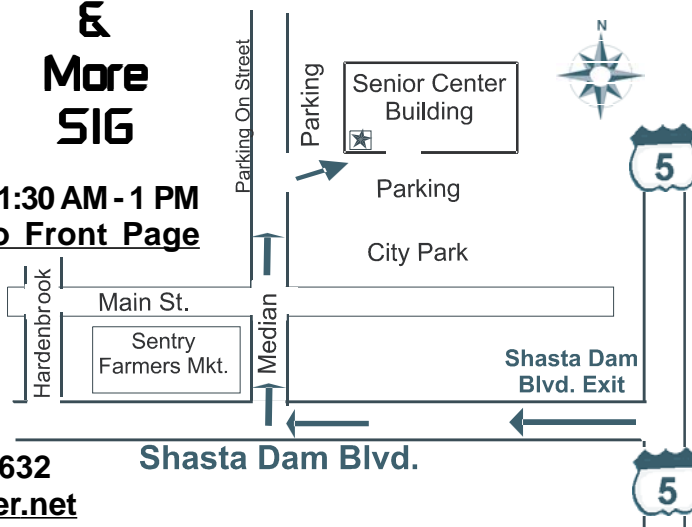 &
More
SIG
1:30 AM - 1 PM
Front Page
632
er.net
N
5
Parking On Street
Parking
Senior Center
Building
Parking
City Park
Hardenbrook
Main St.
Median
Sentry
Farmers Mkt.
Shasta Dam
Blvd. Exit
Shasta Dam Blvd.
5